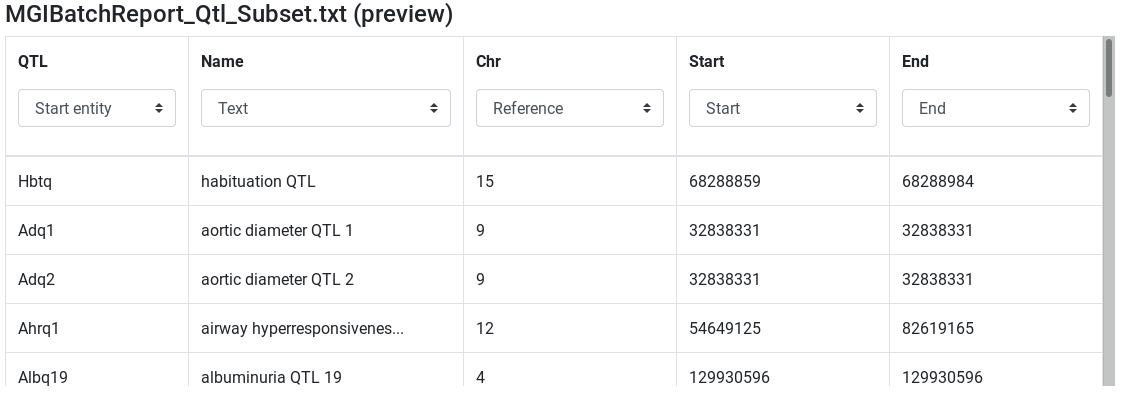 MGIBatchReport_Qtl_Subset.txt (preview)
QTL Name Chr Start End
Start entity Text Reference Start End
Hbtq habituation QTL 15 68288859 68288984
Adq1 aortic diameter QTL 1 9 32838331 32838331
Adq2 aortic diameter QTL 2 9 32838331 32838331
Ahrq1 airway hyperresponsivenes... 12 54649125 82619165
Albq19 albuminuria QTL 19 4 129930596 129930596